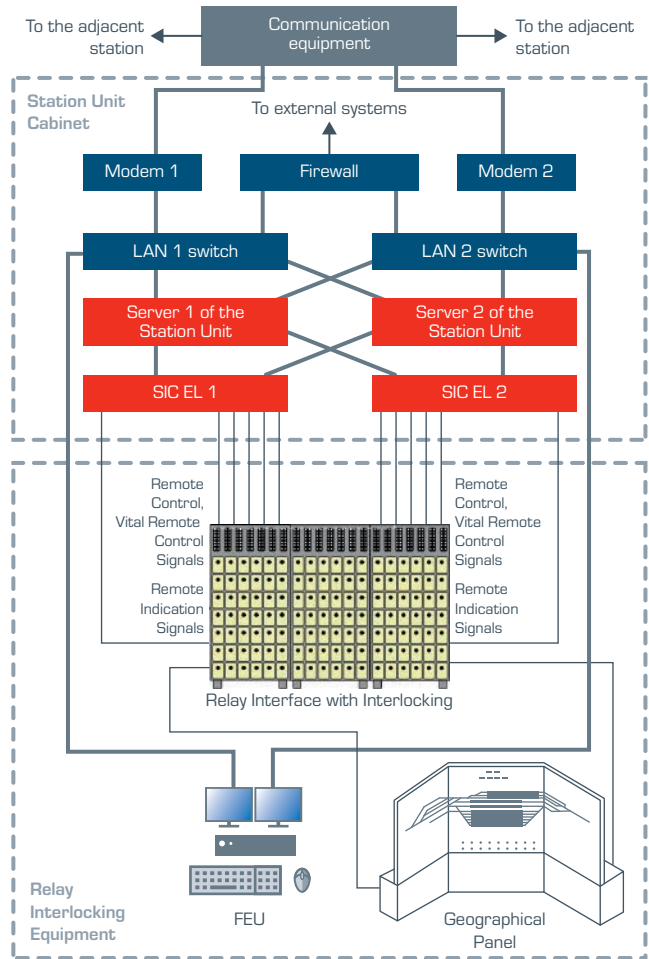 To the adjacent
station
Communication
equipment
To the adjacent
station
Station Unit
Cabinet
To external systems
Modem 1
Firewall
Modem 2
LAN 1 switch
LAN 2 switch
Server 1 of the
Station Unit
Server 2 of the
Station Unit
SIC EL 1
SIC EL 2
Remote
Control,
Vital Remote
Control
Signals
Remote
Indication
Signals
Remote
Control,
Vital Remote
Control
Signals
Remote
Indication
Signals
Relay Interface with Interlocking
Relay
Interlocking
Equipment
FEU
Geographical
Panel